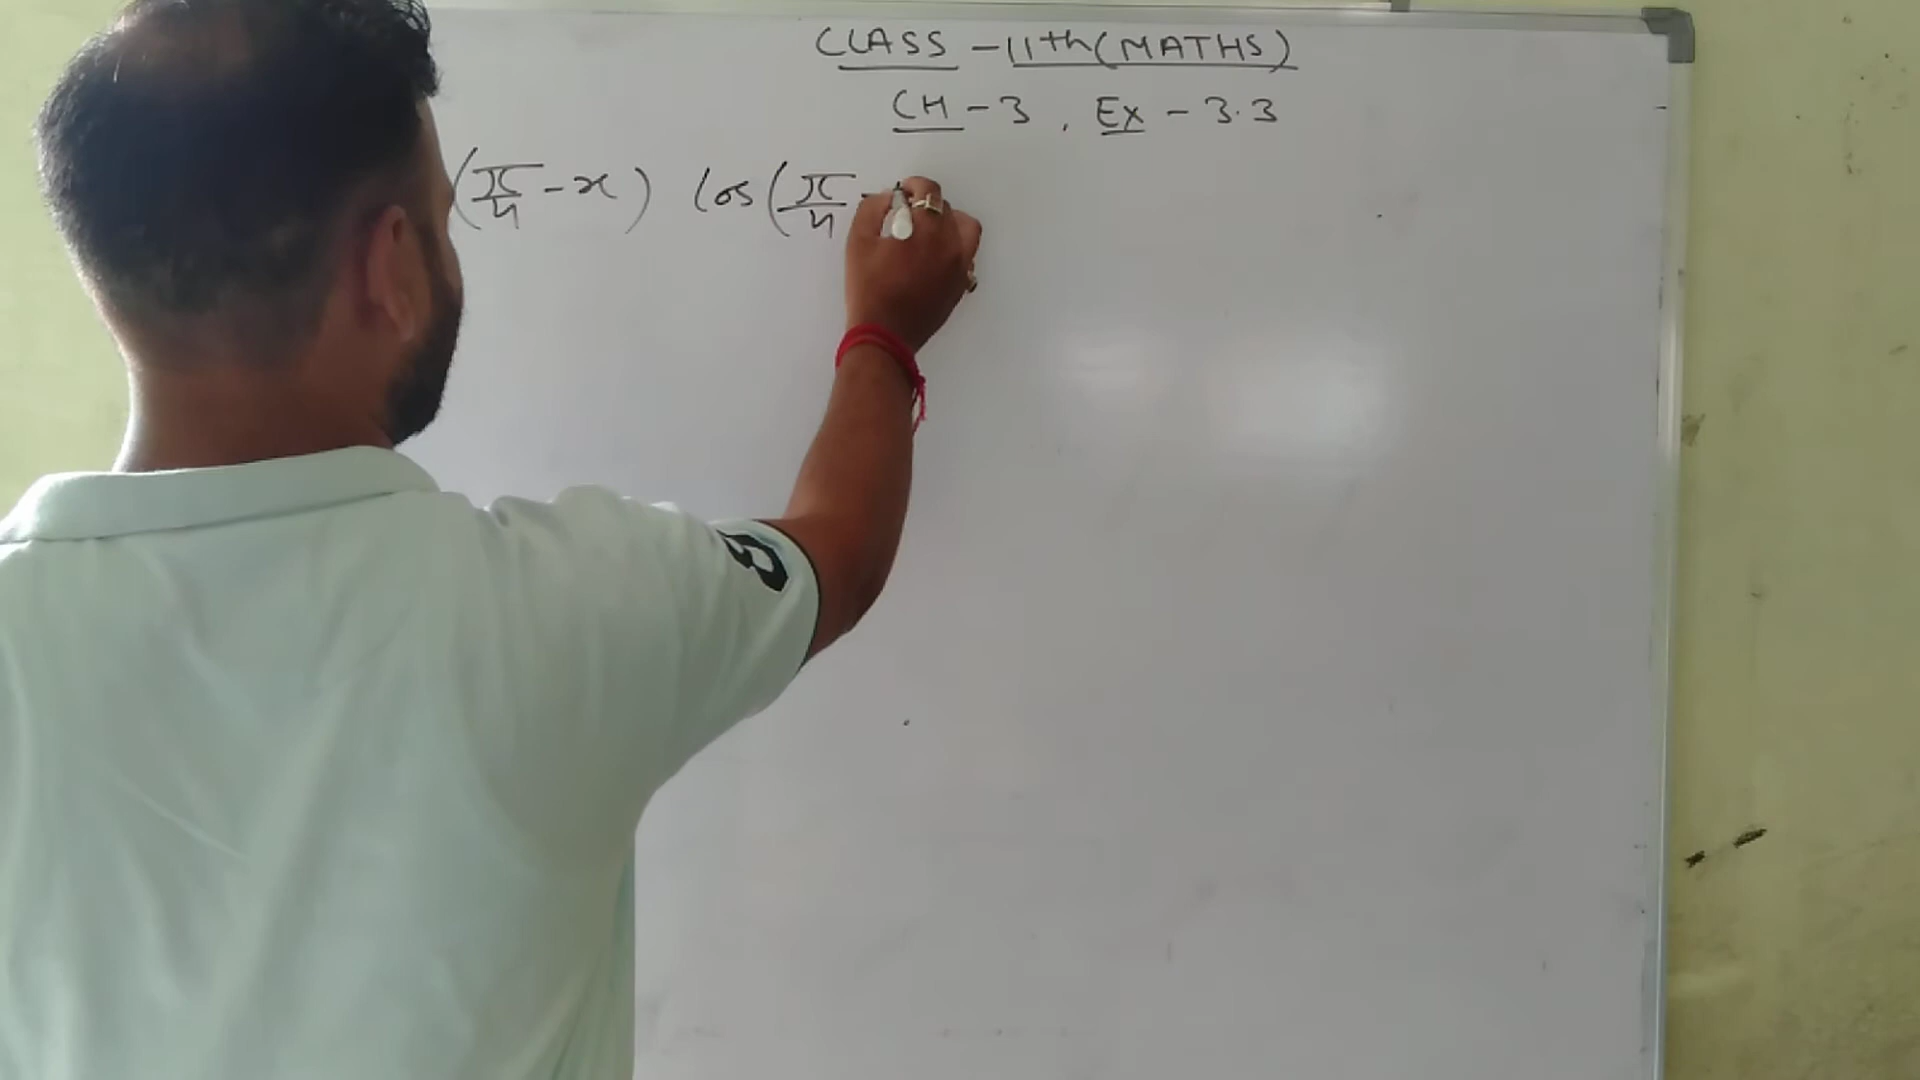 CLASS - 11th (MATHS)
CH - 3, Ex - 3.3
(π/4 - x) Cos(π/4 -